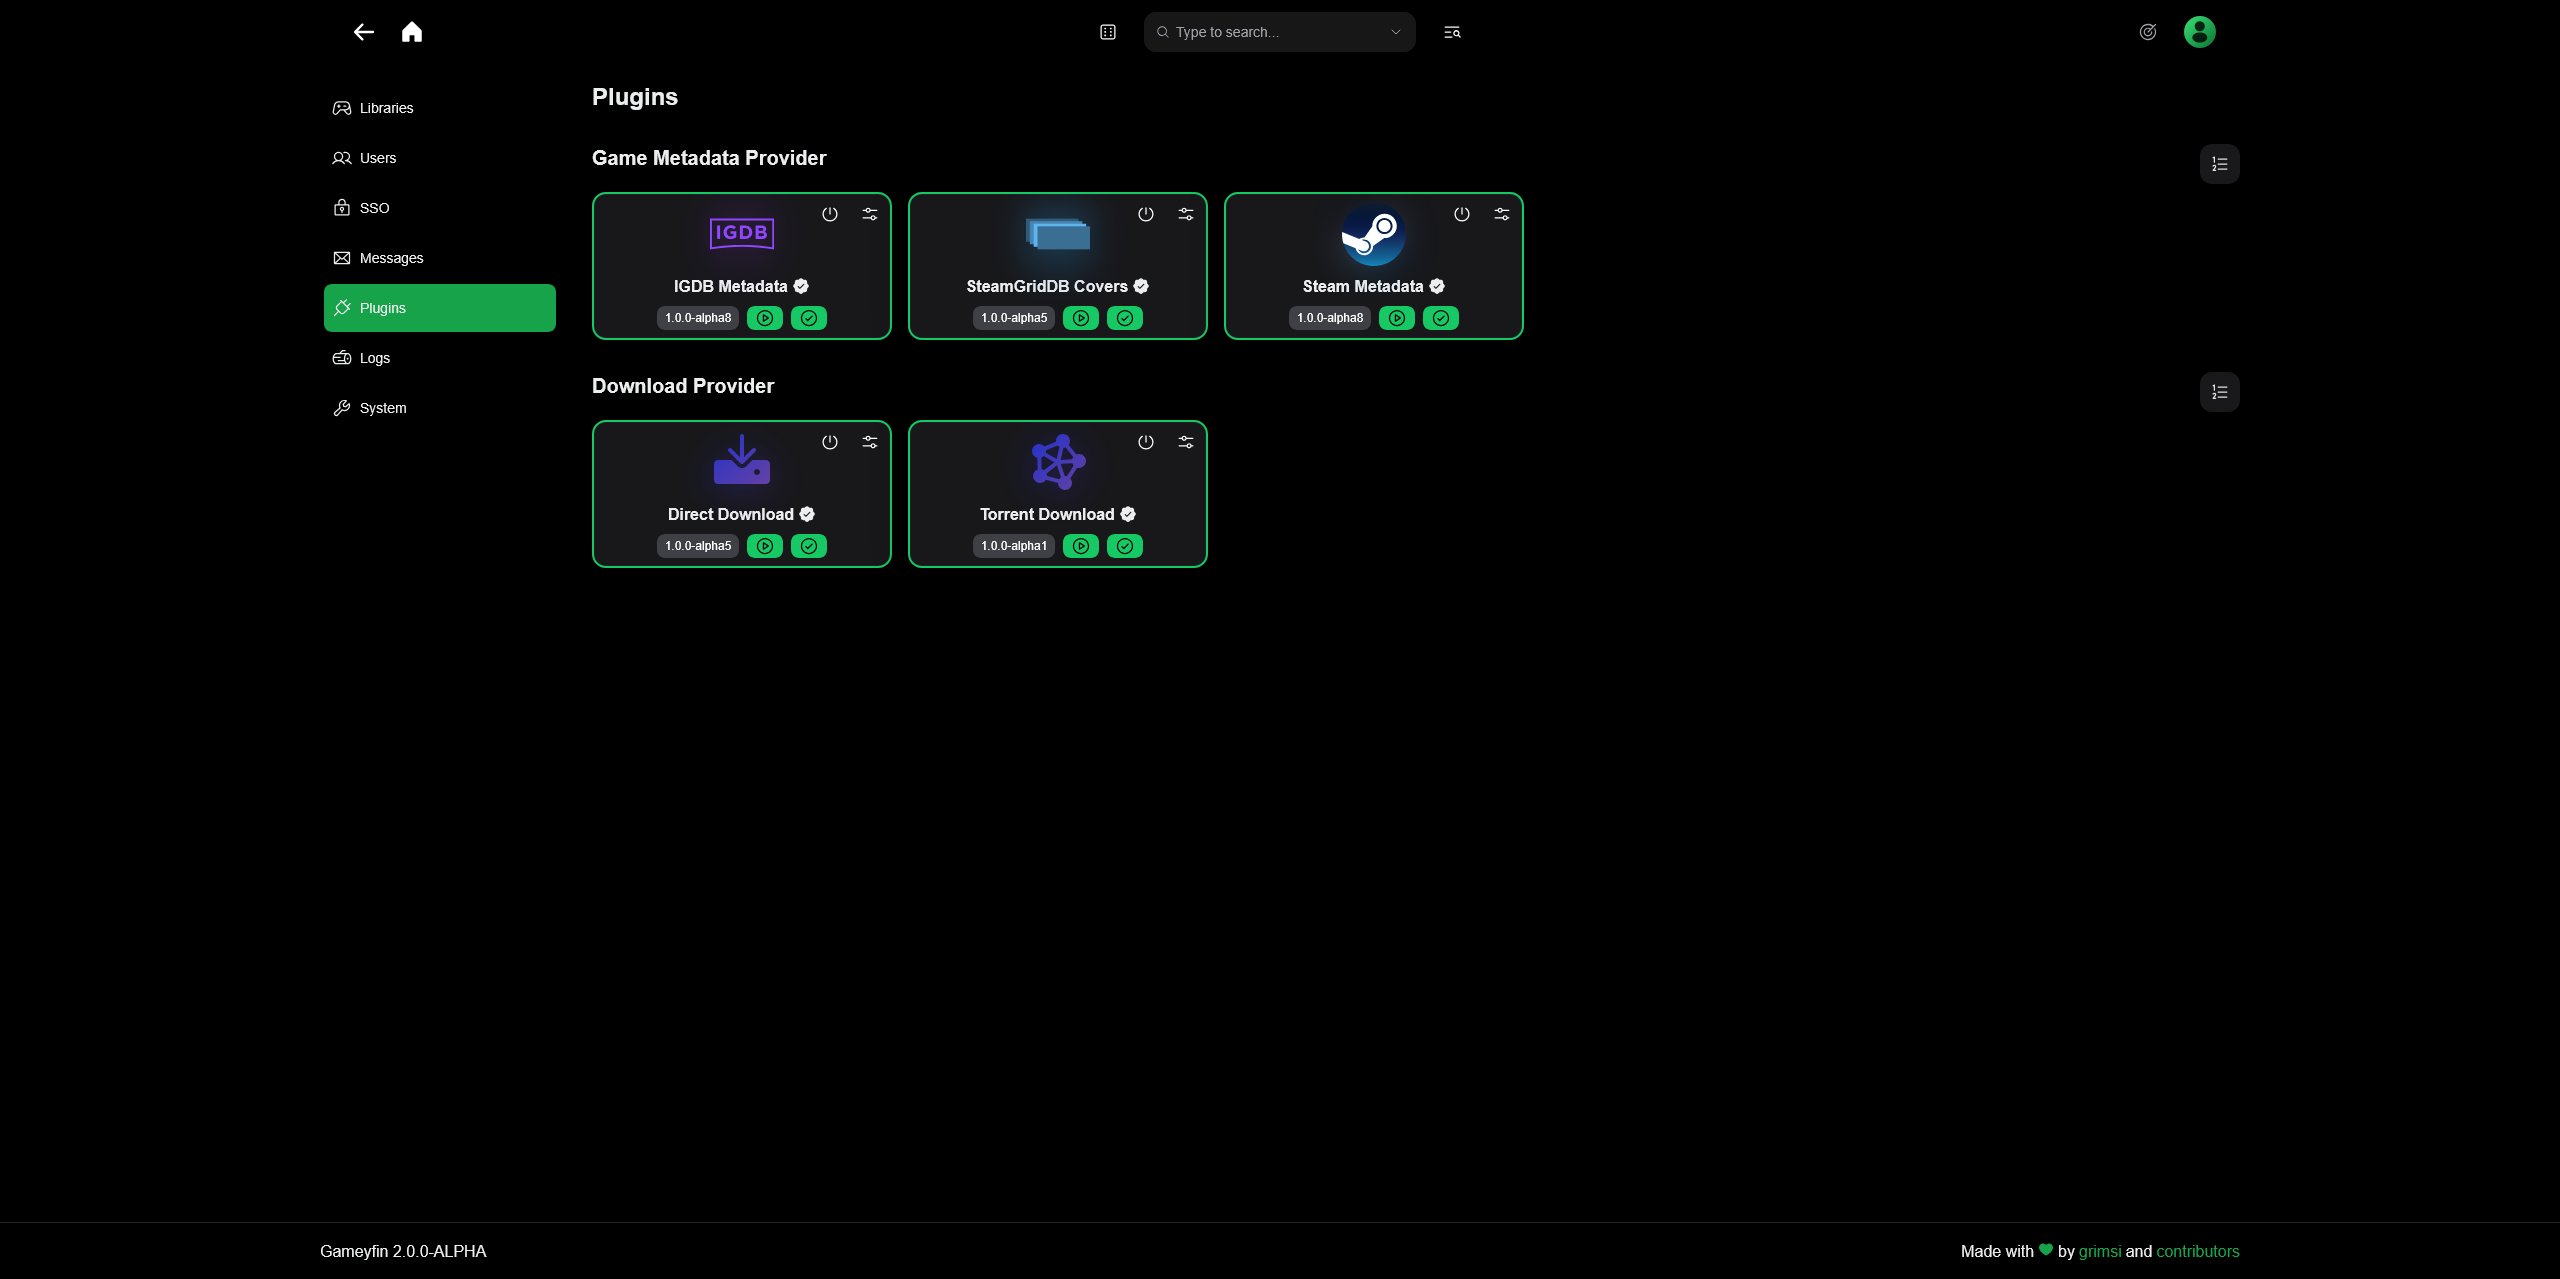 Type to search...
Libraries
Users
SSO
Messages
Plugins
Logs
System
Plugins
Game Metadata Provider
IGDB
IGDB Metadata
1.0.0-alpha8
SteamGridDB Covers
1.0.0-alpha5
Steam Metadata
1.0.0-alpha8
Download Provider
Direct Download
1.0.0-alpha5
Torrent Download
1.0.0-alpha1
Gameyfin 2.0.0-ALPHA
Made with by grimsi and contributors